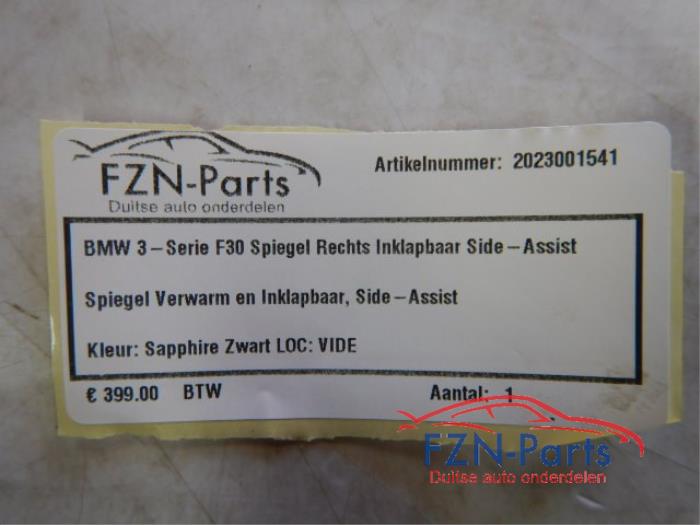 FZN-Parts
Duitse auto onderdelen
Artikelnummer: 2023001541
BMW 3-Serie F30 Spiegel Rechts Inklapbaar Side-Assist
Spiegel Verwarm en Inklapbaar, Side-Assist
Kleur: Sapphire Zwart LOC: VIDE
€ 399.00 BTW Aantal: 1
FZN-Parts
Duitse auto onderdelen